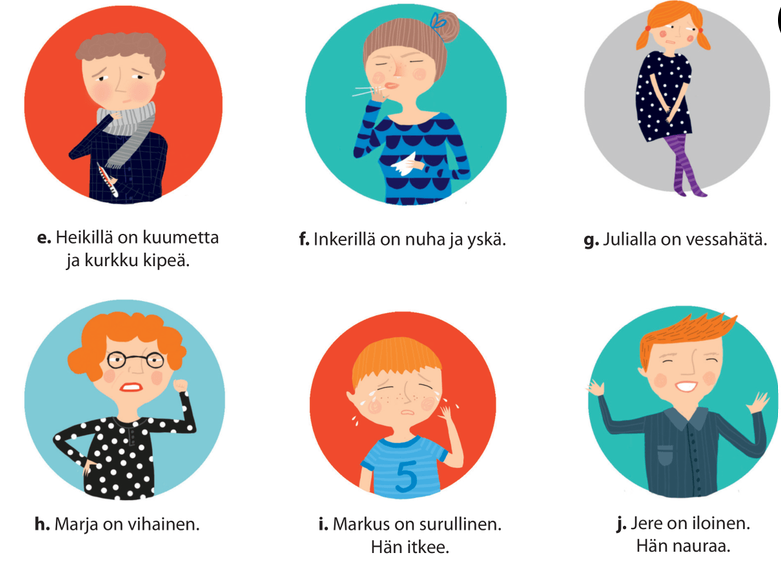 e. Heikillä on kuumetta
ja kurkku kipeä.
f. Inkerillä on nuha ja yskä.
g. Julialla on vessahätä.
5
h. Marja on vihainen.
i. Markus on surullinen.
Hän itkee.
j. Jere on iloinen.
Hän nauraa.